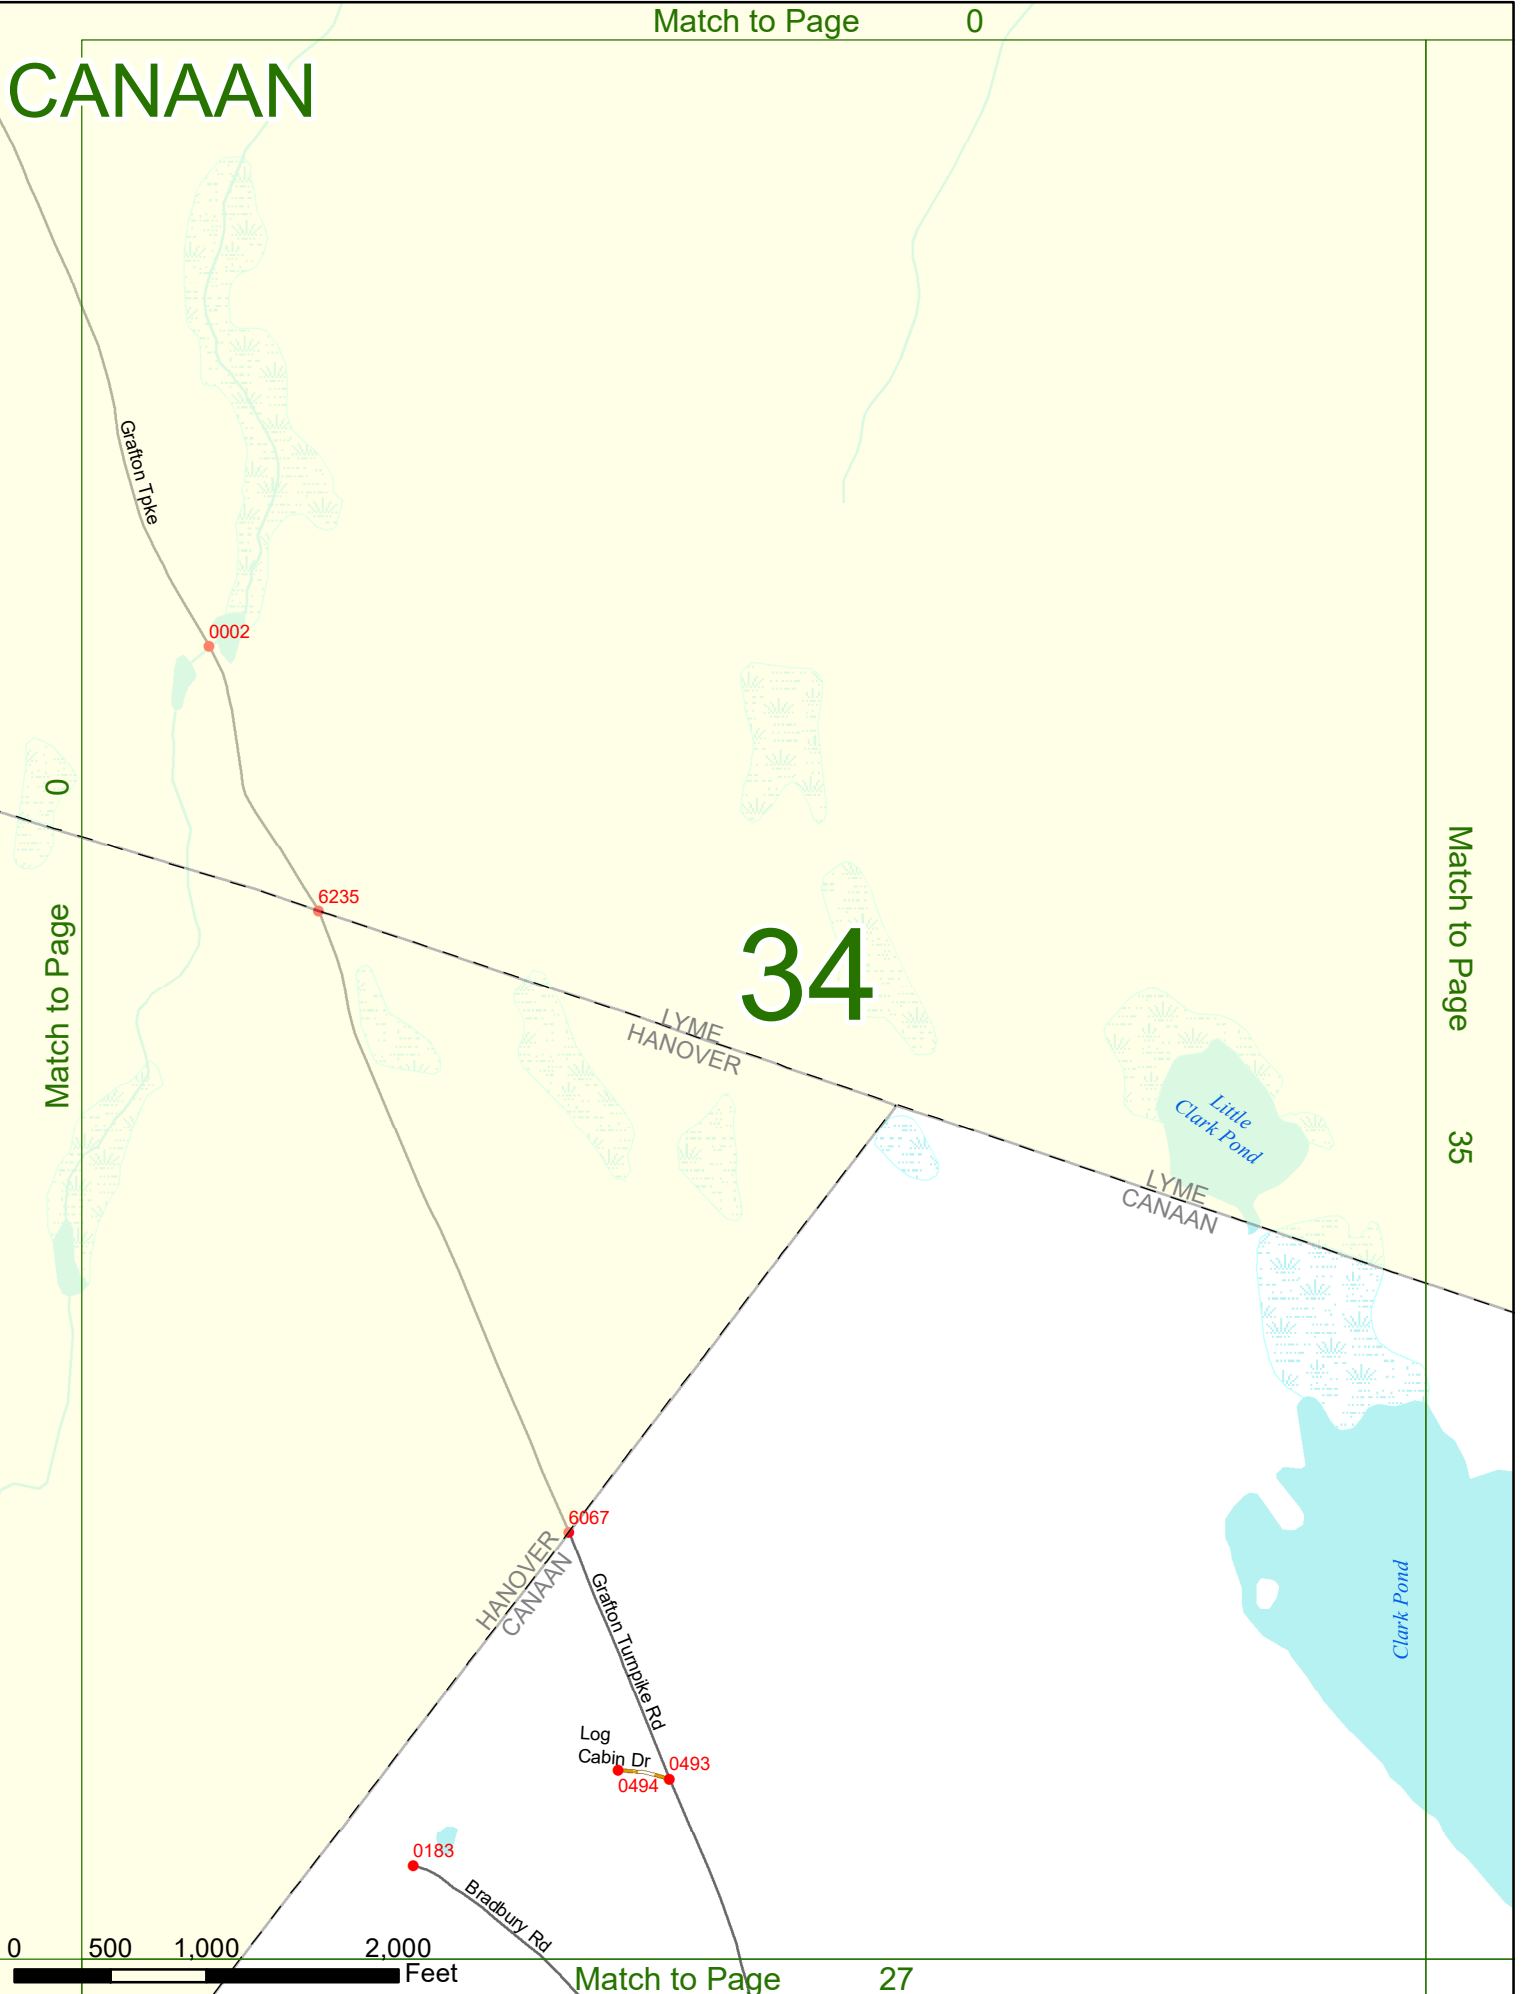 Match to Page 0
CANAAN
Grafton Tpke
0002
0
Match to Page
6235
34
Match to Page 35
LYME
HANOVER
Little
Clark Pond
LYME
CANAAN
6067
HANOVER
CANAAN
Grafton Turnpike Rd
Clark Pond
Log
Cabin Dr
0493
0494
0183
Bradbury Rd
0 500 1,000 2,000
Feet
Match to Page 27